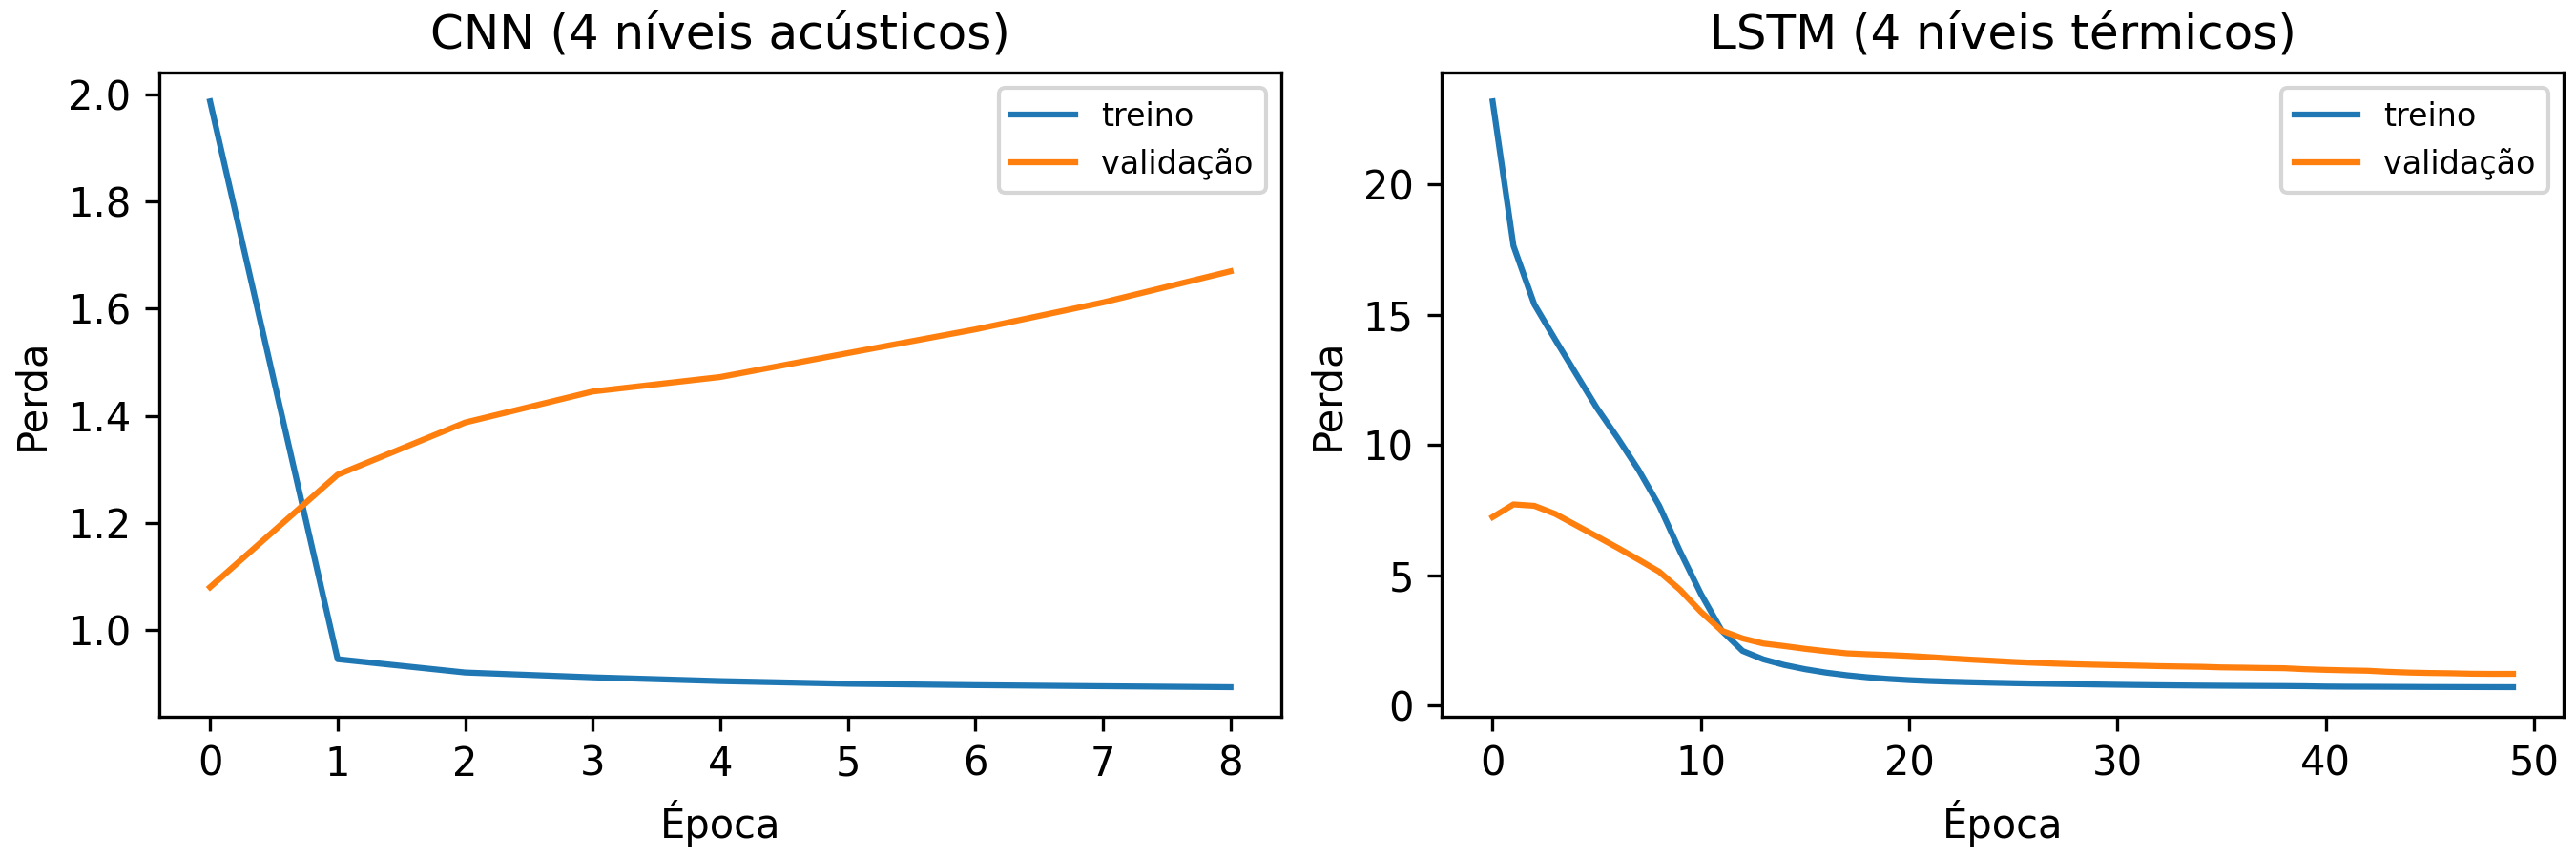 CNN (4 níveis acústicos)
2.0
1.8
1.6
1.4
1.2
1.0
Perda
treino
validação
0 1 2 3 4 5 6 7 8
Época
LSTM (4 níveis térmicos)
20
15
10
5
0
Perda
treino
validação
0 10 20 30 40 50
Época